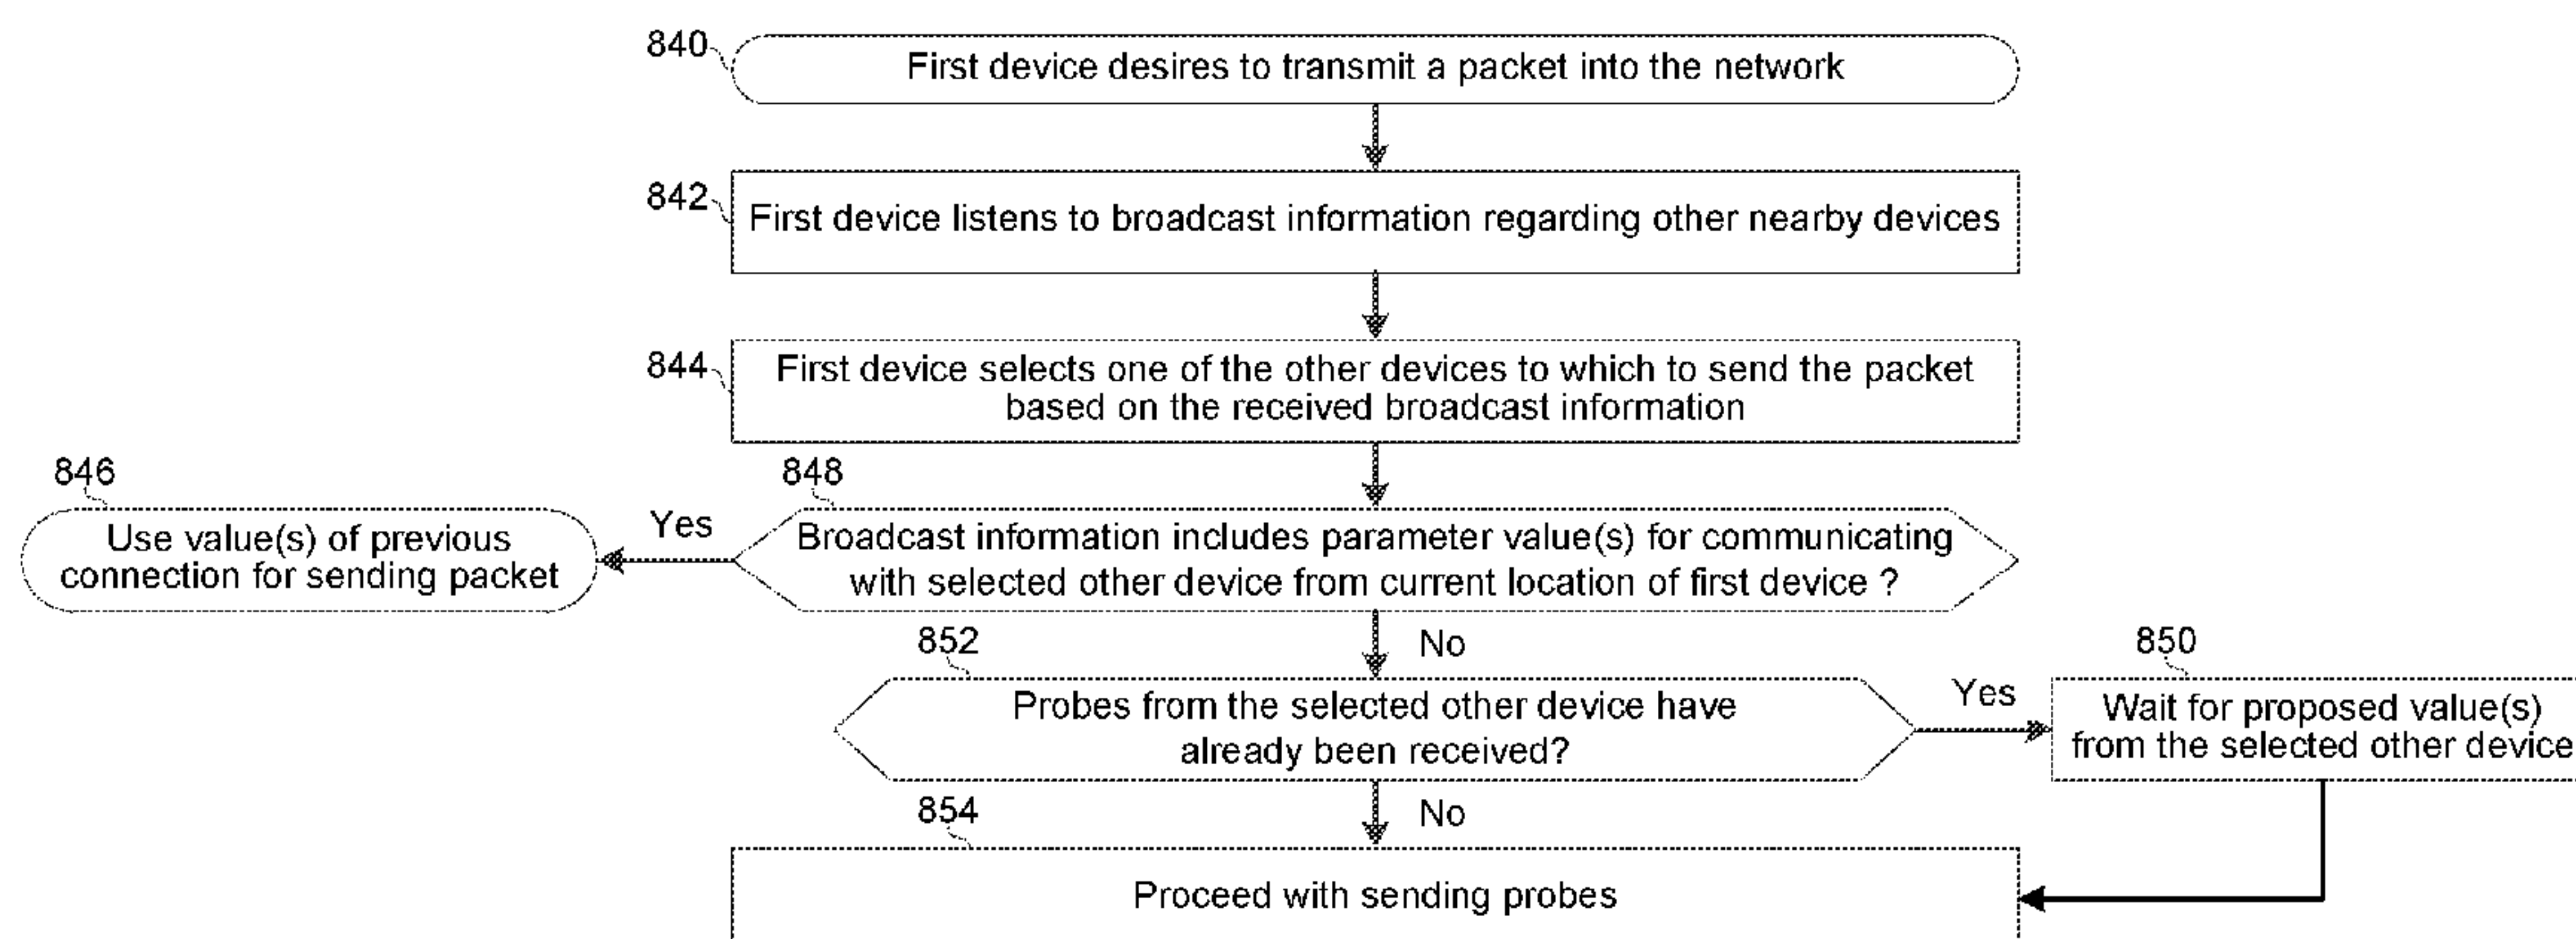 840
First device desires to transmit a packet into the network
842
First device listens to broadcast information regarding other nearby devices
844
First device selects one of the other devices to which to send the packet
based on the received broadcast information
846
Use value(s) of previous
connection for sending packet
Yes
848
Broadcast information includes parameter value(s) for communicating
with selected other device from current location of first device ?
No
852
Probes from the selected other device have
already been received?
Yes
850
Wait for proposed value(s)
from the selected other device
No
854
Proceed with sending probes